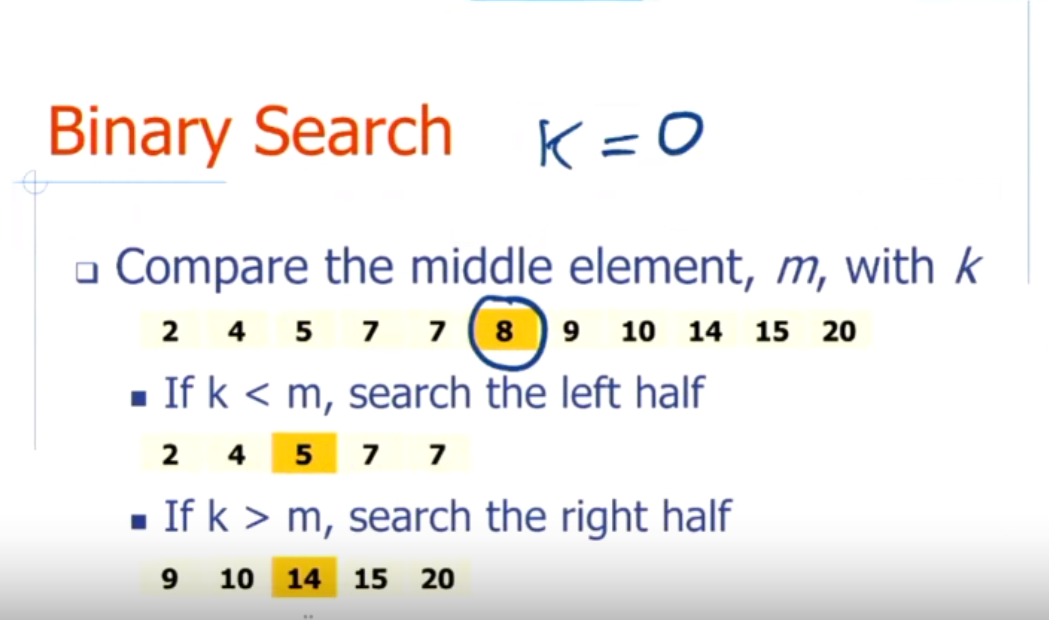 Binary Search K = 0
❑ Compare the middle element, m, with k
2 4 5 7 7 8 9 10 14 15 20
▪ If k < m, search the left half
2 4 5 7 7
▪ If k > m, search the right half
9 10 14 15 20